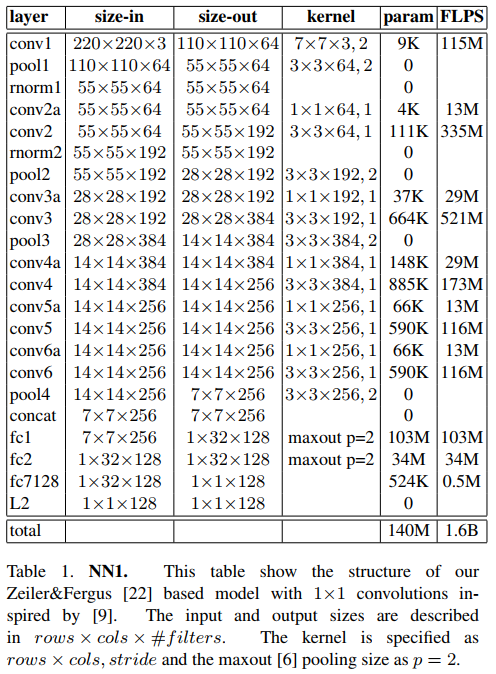 layer size-in size-out kernel param FLPS
conv1 220×220×3 110×110×64 7×7×3, 2 9K 115M
pool1 110×110×64 55×55×64 3×3×64, 2 0
rnorm1 55×55×64 55×55×64 0
conv2a 55×55×64 55×55×64 1×1×64, 1 4K 13M
conv2 55×55×64 55×55×192 3×3×64, 1 111K 335M
rnorm2 55×55×192 55×55×192 0
pool2 55×55×192 28×28×192 3×3×192, 2 0
conv3a 28×28×192 28×28×192 1×1×192, 1 37K 29M
conv3 28×28×192 28×28×384 3×3×192, 1 664K 521M
pool3 28×28×384 14×14×384 3×3×384, 2 0
conv4a 14×14×384 14×14×384 1×1×384, 1 148K 29M
conv4 14×14×384 14×14×256 3×3×384, 1 885K 173M
conv5a 14×14×256 14×14×256 1×1×256, 1 66K 13M
conv5 14×14×256 14×14×256 3×3×256, 1 590K 116M
conv6a 14×14×256 14×14×256 1×1×256, 1 66K 13M
conv6 14×14×256 14×14×256 3×3×256, 1 590K 116M
pool4 14×14×256 7×7×256 3×3×256, 2 0
concat 7×7×256 7×7×256 0
fc1 7×7×256 1×32×128 maxout p=2 103M 103M
fc2 1×32×128 1×32×128 maxout p=2 34M 34M
fc7128 1×32×128 1×1×128 524K 0.5M
L2 1×1×128 1×1×128 0
total 140M 1.6B
Table 1. NN1. This table show the structure of our
Zeiler&Fergus [22] based model with 1×1 convolutions in-
spired by [9]. The input and output sizes are described
in rows × cols × #filters. The kernel is specified as
rows × cols, stride and the maxout [6] pooling size as p = 2.